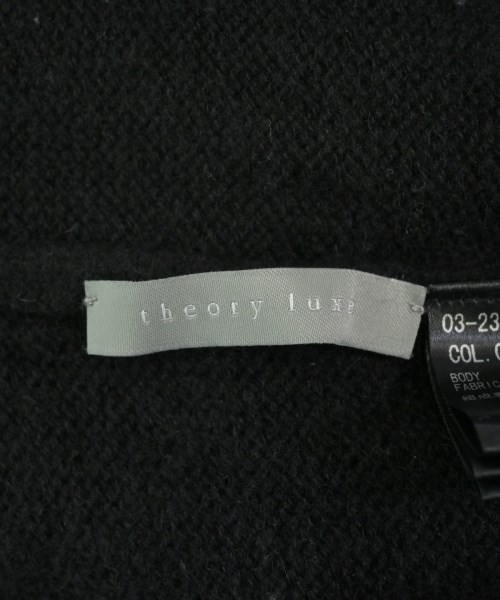 theory luxe
03-23
COL.
BODY
FABRIC